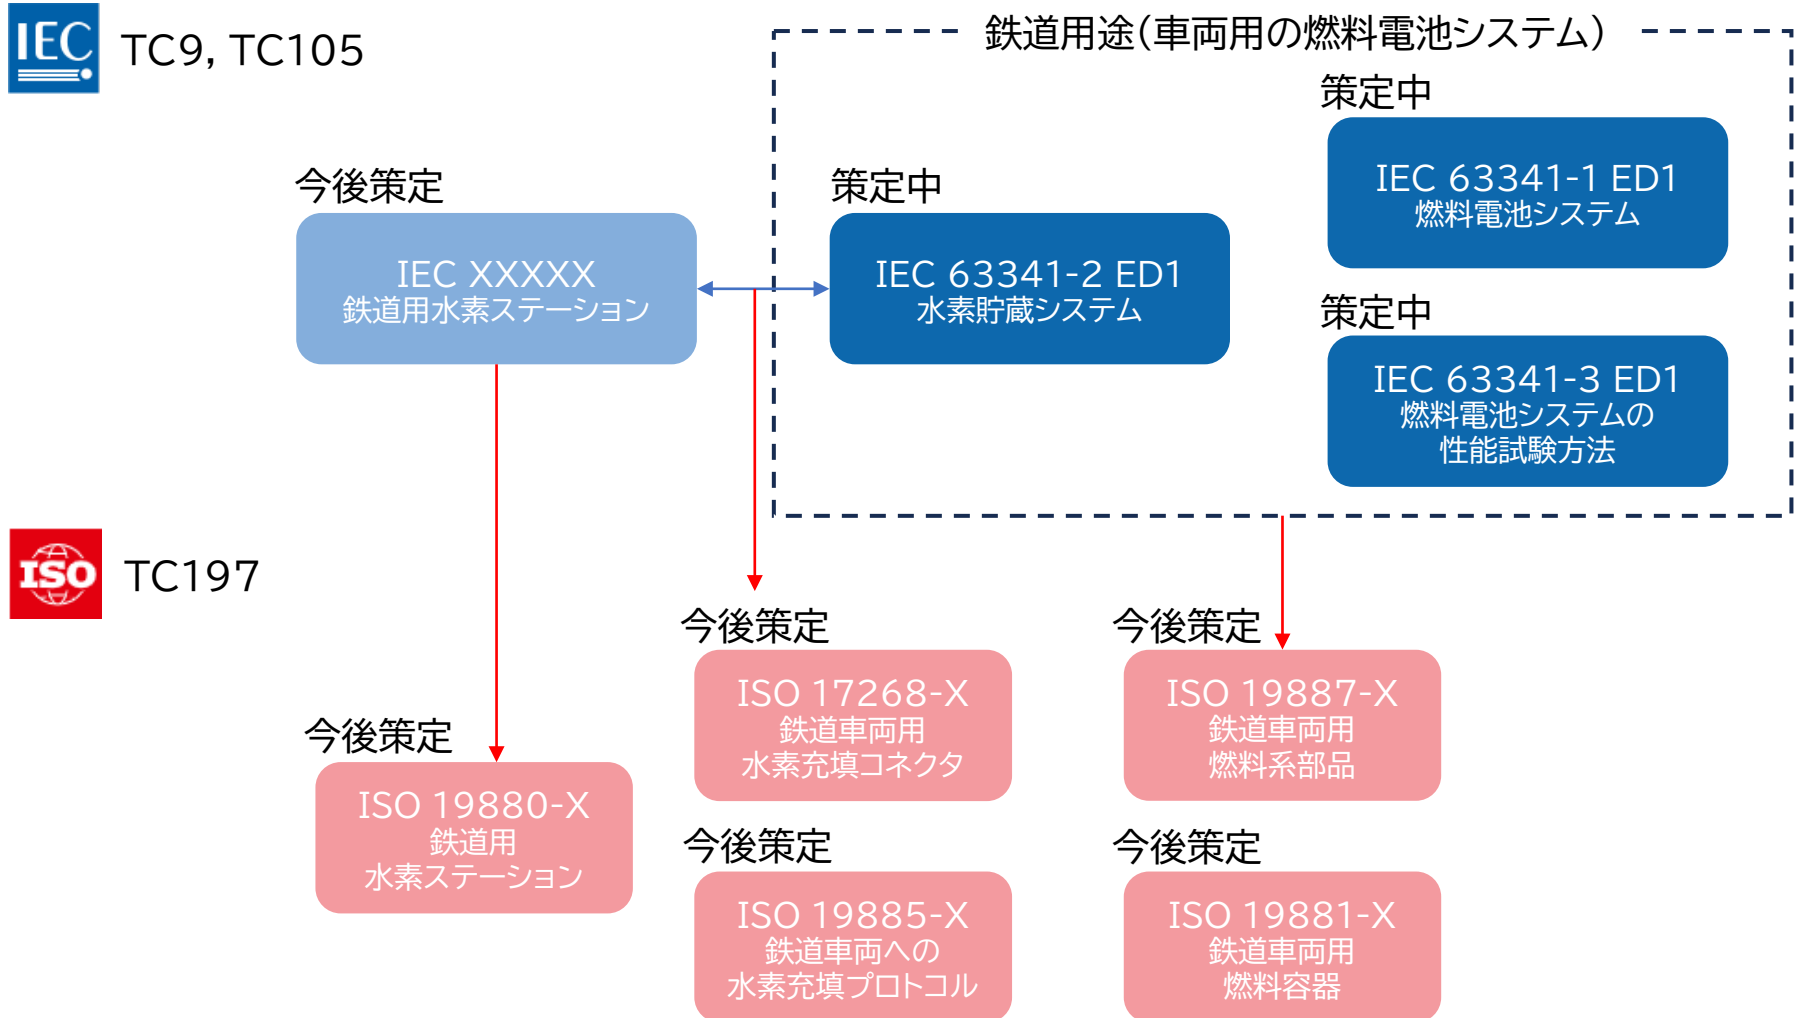 IEC
TC9, TC105
鉄道用途(車両用の燃料電池システム)
策定中
IEC 63341-1 ED1
燃料電池システム
今後策定
IEC XXXXX
鉄道用水素ステーション
策定中
IEC 63341-2 ED1
水素貯蔵システム
策定中
IEC 63341-3 ED1
燃料電池システムの
性能試験方法
ISO
TC197
今後策定
ISO 19880-X
鉄道用
水素ステーション
今後策定
ISO 17268-X
鉄道車両用
水素充填コネクタ
今後策定
ISO 19885-X
鉄道車両への
水素充填プロトコル
今後策定
ISO 19887-X
鉄道車両用
燃料系部品
今後策定
ISO 19881-X
鉄道車両用
燃料容器